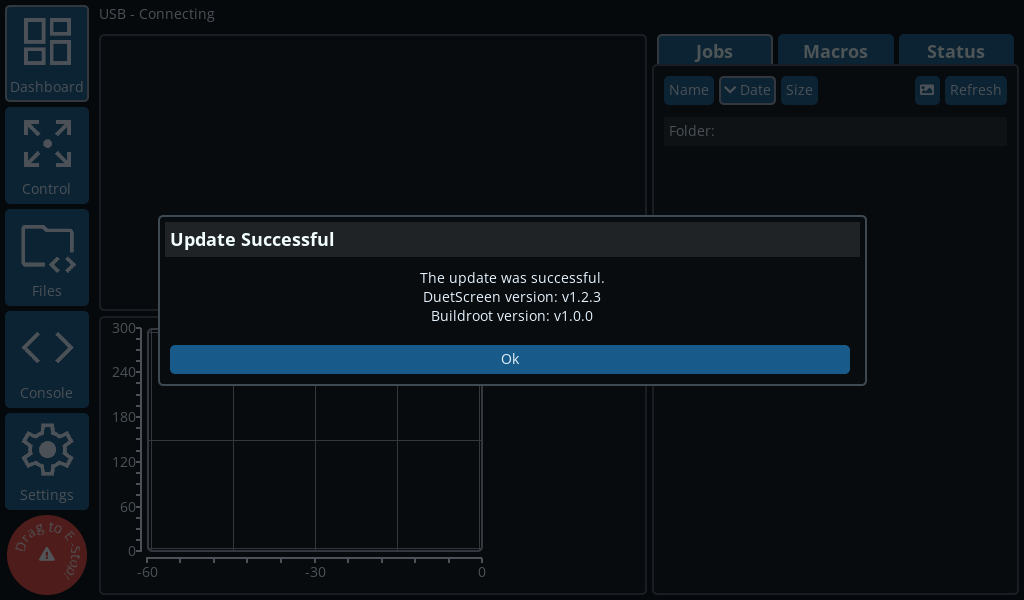 USB - Connecting
Dashboard
Control
Files
Console
Settings
Drag to E-Stop!
Jobs
Macros
Status
Name
Date
Size
Refresh
Folder:
Update Successful
The update was successful.
DuetScreen version: v1.2.3
Buildroot version: v1.0.0
Ok
300
240
180
120
60
0
-60
-30
0